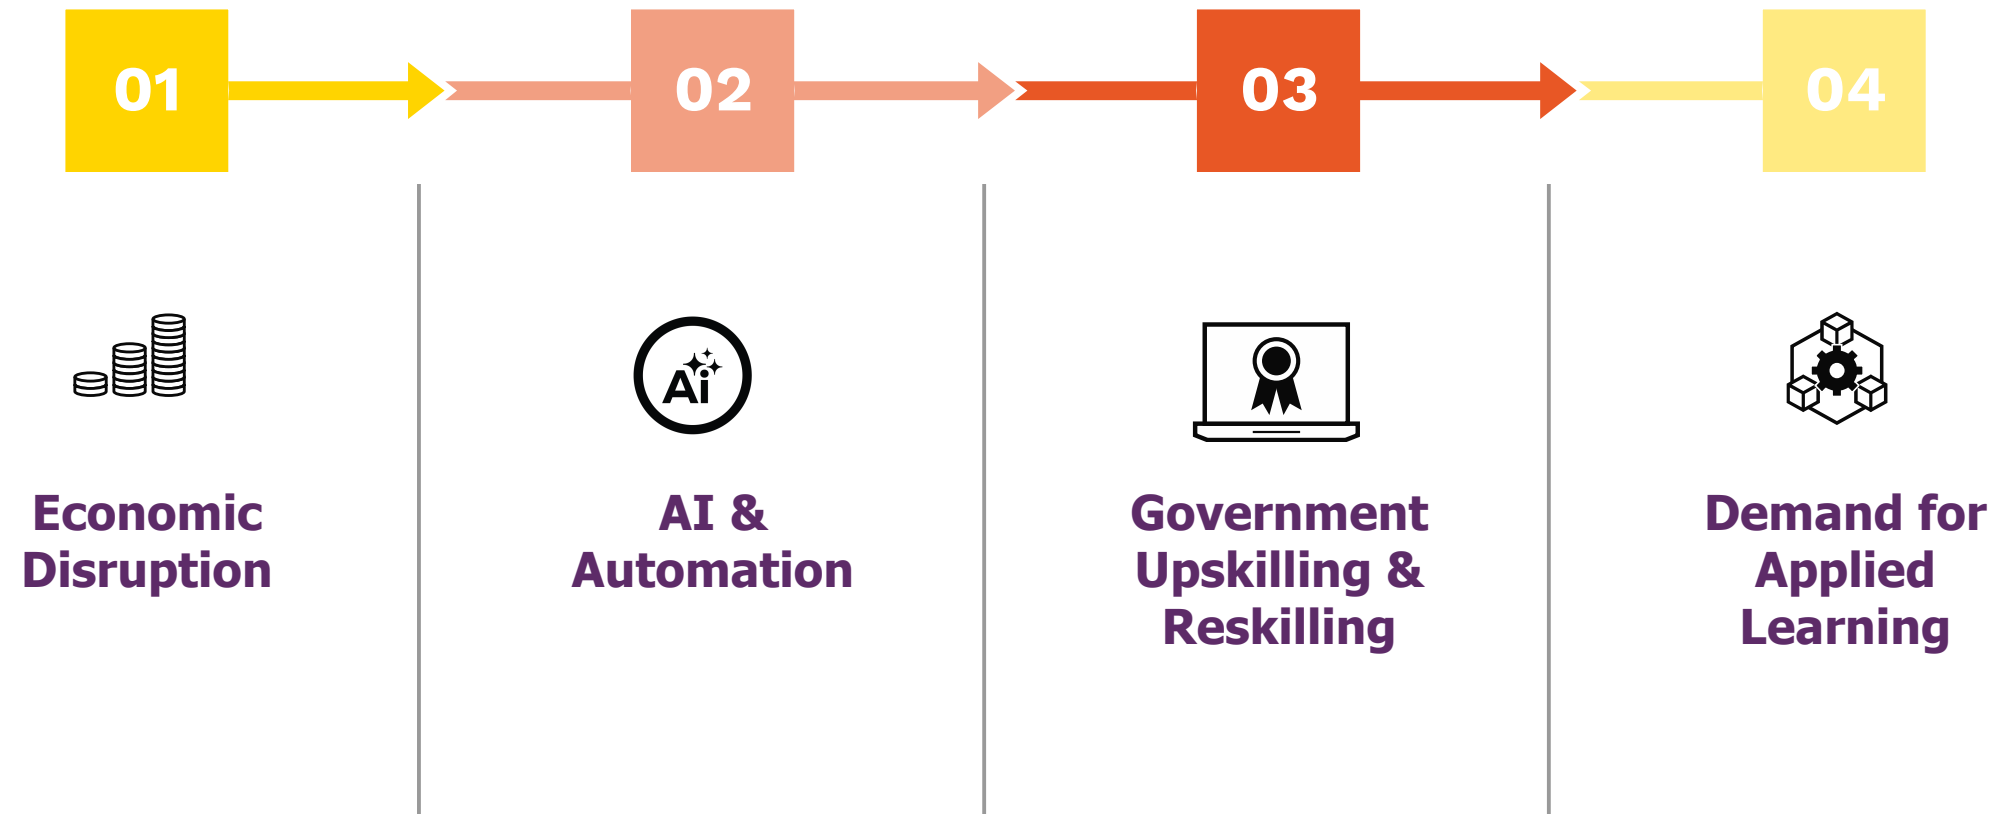 01
02
03
04
Ai
Economic
Disruption
AI &
Automation
Government
Upskilling &
Reskilling
Demand for
Applied
Learning